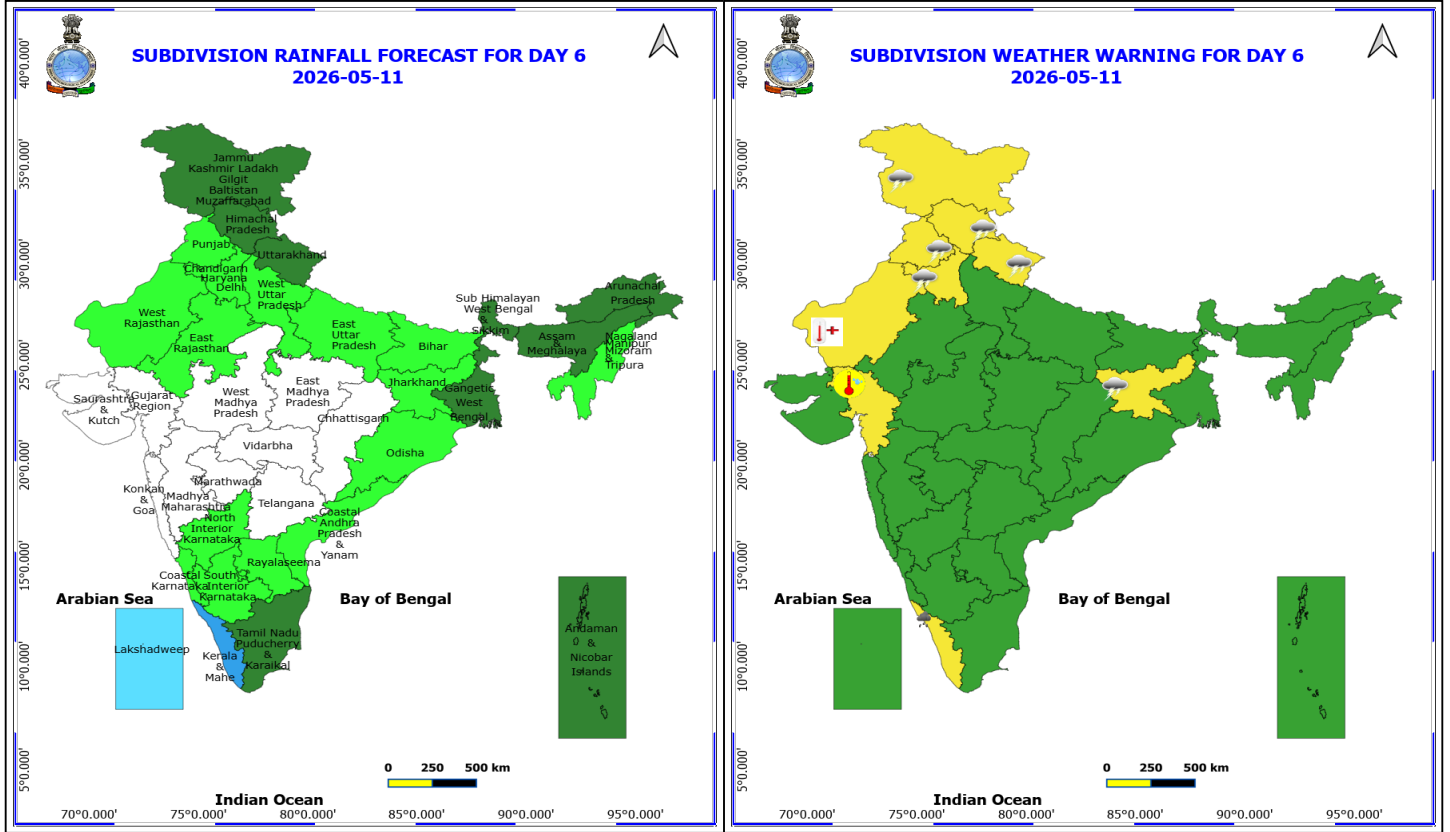 SUBDIVISION RAINFALL FORECAST FOR DAY 6
2026-05-11
40°0.000'
35°0.000'
30°0.000'
25°0.000'
20°0.000'
15°0.000'
10°0.000'
5°0.000'
Jammu
Kashmir Ladakh
Gilgit
Baltistan
Muzaffarabad
Himachal
Pradesh
Punjab
Uttarakhand
Chandigarh
Haryana
Delhi
West
Uttar
Pradesh
West
Rajasthan
East
Rajasthan
East
Uttar
Pradesh
Bihar
Sub Himalayan
West Bengal
&
Sikkim
Arunachal
Pradesh
Assam
&
Meghalaya
Nagaland
Manipur
Mizoram
&
Tripura
Jharkhand
Gangetic
West
Bengal
Saurashtra
&
Kutch
Gujarat
Region
West
Madhya
Pradesh
East
Madhya
Pradesh
Chhattisgarh
Vidarbha
Odisha
Konkan
&
Goa
Madhya
Maharashtra
Marathwada
Telangana
North
Interior
Karnataka
Coastal
Andhra
Pradesh
&
Yanam
Rayalaseema
Coastal
Karnataka
South
Interior
Karnataka
Arabian Sea
Bay of Bengal
Lakshadweep
Kerala
&
Mahe
Tamil Nadu
Puducherry
&
Karaikal
Andaman
&
Nicobar
Islands
0 250 500 km
Indian Ocean
70°0.000' 75°0.000' 80°0.000' 85°0.000' 90°0.000' 95°0.000'
SUBDIVISION WEATHER WARNING FOR DAY 6
2026-05-11
40°0.000'
35°0.000'
30°0.000'
25°0.000'
20°0.000'
15°0.000'
10°0.000'
5°0.000'
Arabian Sea
Bay of Bengal
0 250 500 km
Indian Ocean
70°0.000' 75°0.000' 80°0.000' 85°0.000' 90°0.000' 95°0.000'